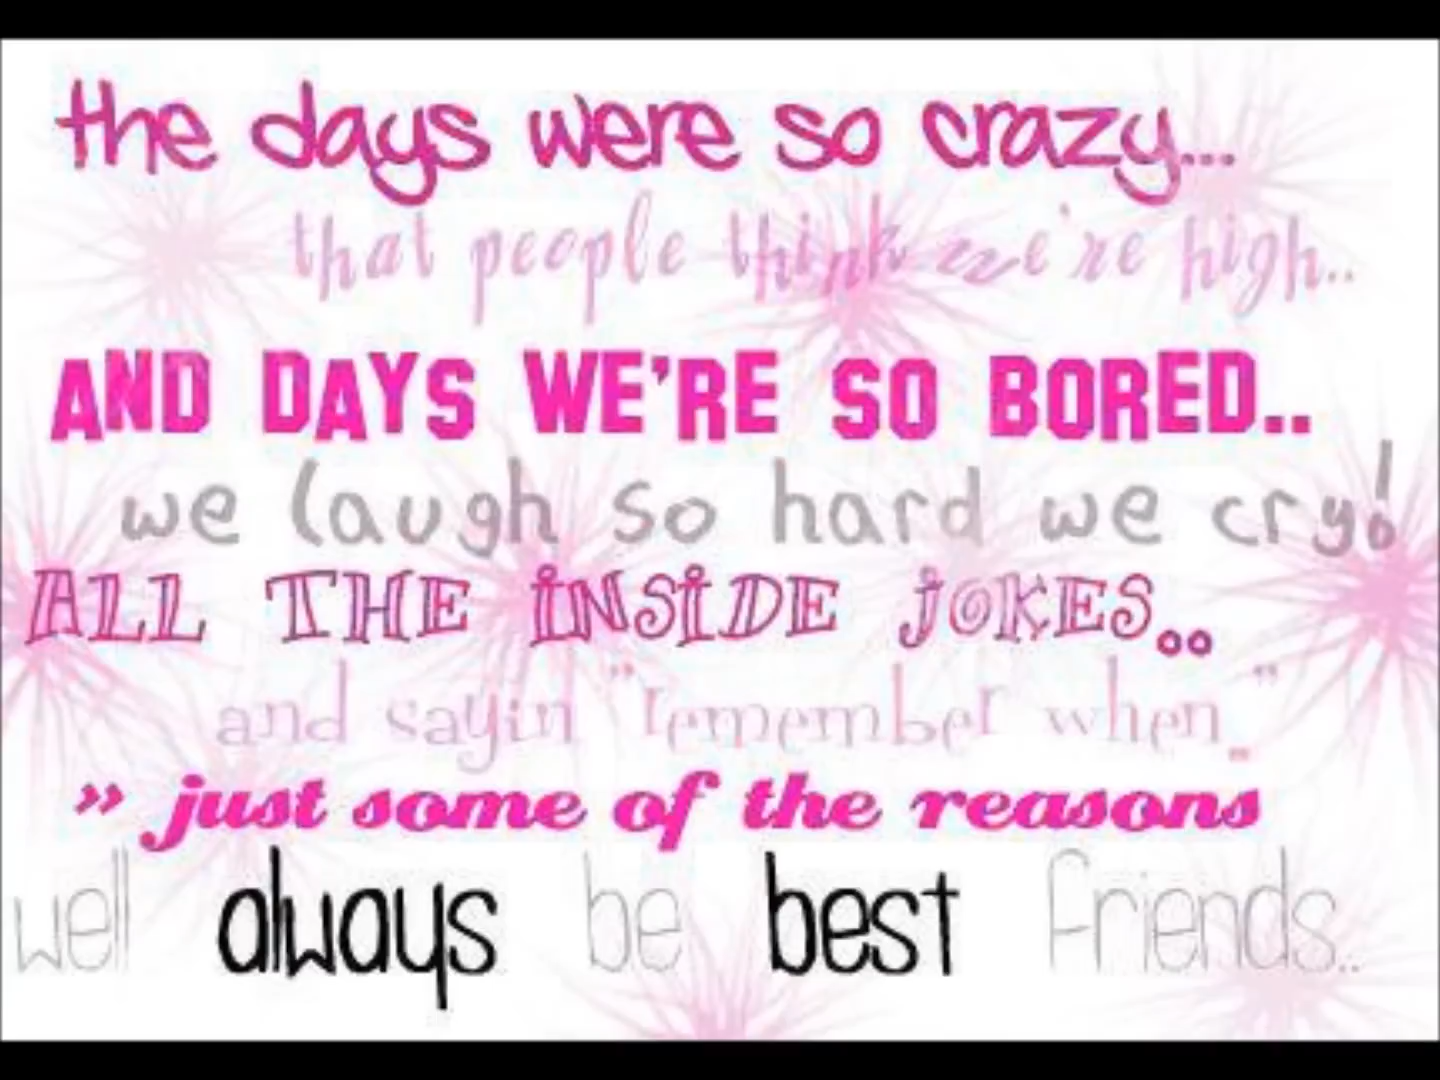 the days were so crazy...
that people think we're high..
AND DAYS WE'RE SO BORED..
we laugh so hard we cry!
ALL THE iNSiDE jOKES..
and sayin "remember when.."
» just some of the reasons
well always be best friends..